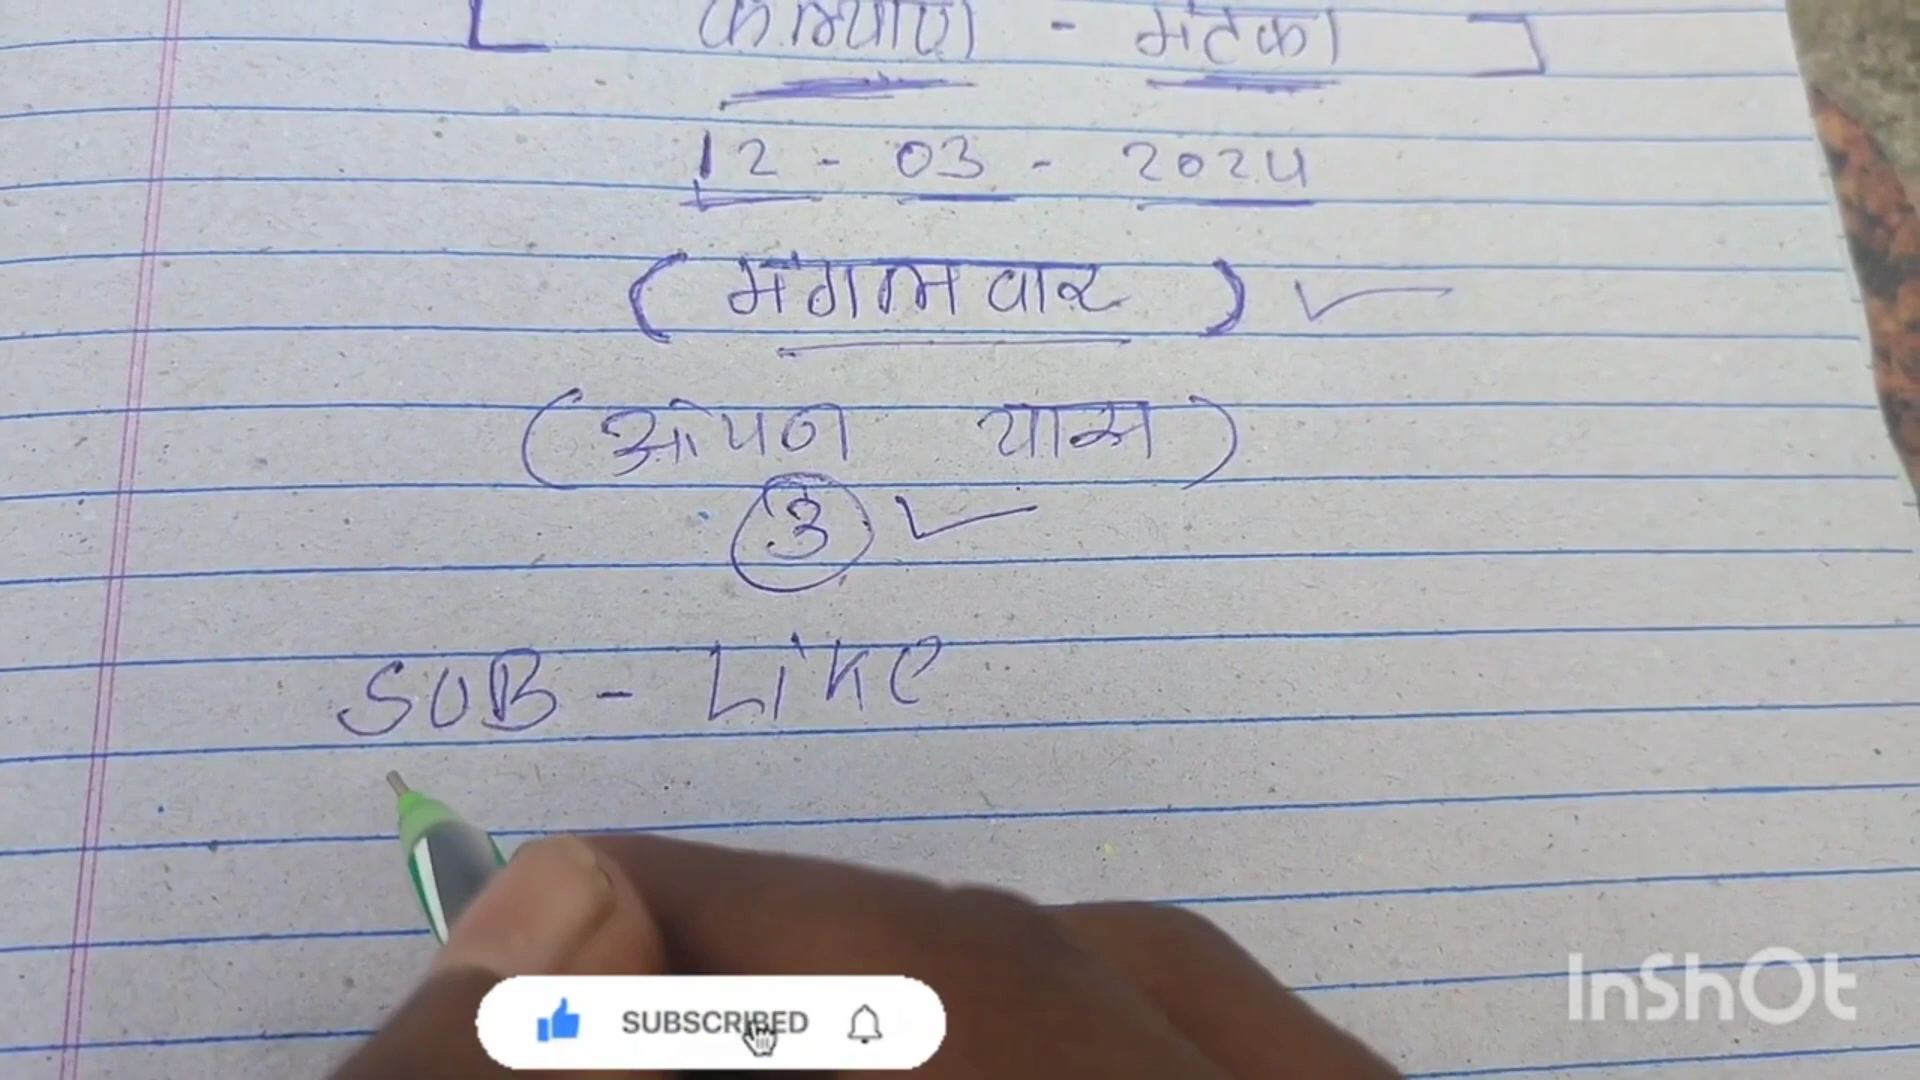 [ कल्याण - मटका ]
12 - 03 - 2024
( मंगलवार )
( ओपन पास )
3
SUB - LiKe
SUBSCRIBED
InShOt